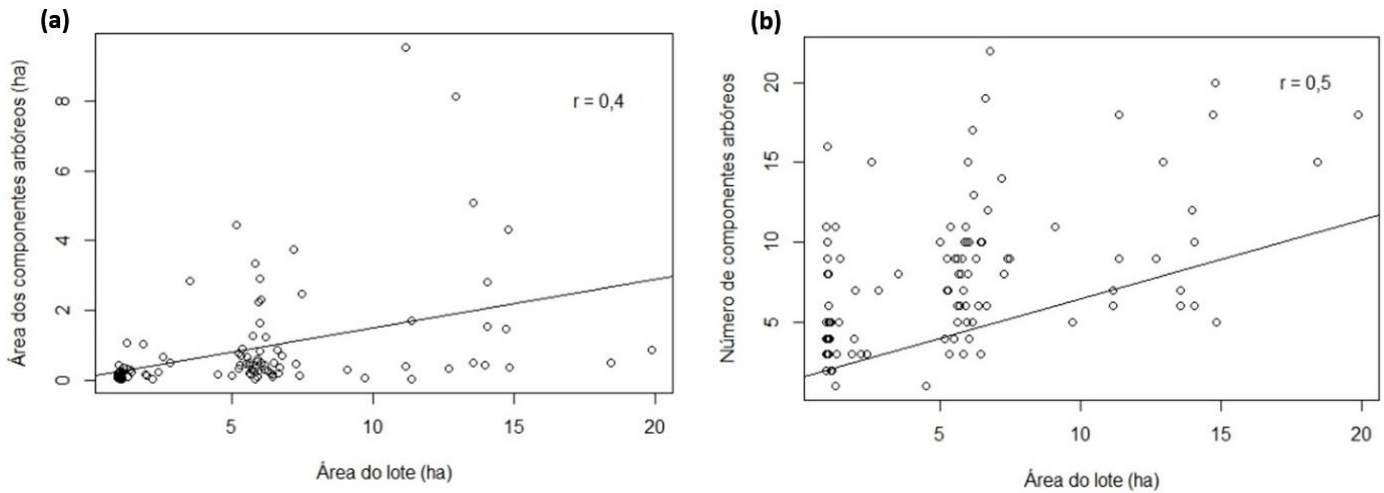 (a)
Área dos componentes arbóreos (ha)
8
6
4
2
0
r = 0,4
5 10 15 20
Área do lote (ha)
(b)
Número de componentes arbóreos
20
15
10
5
r = 0,5
5 10 15 20
Área do lote (ha)